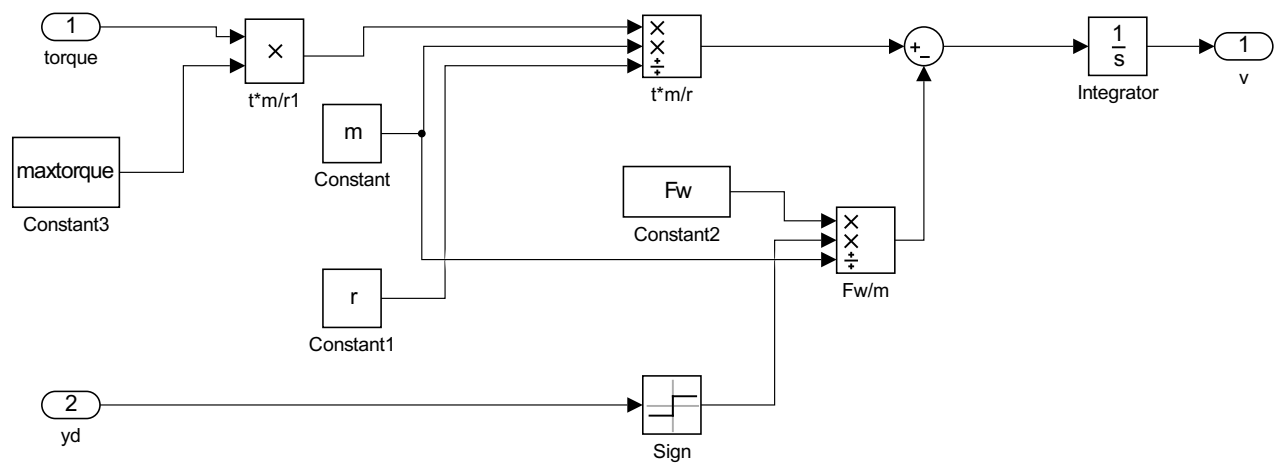 1
torque
×
t*m/r1
maxtorque
Constant3
m
Constant
r
Constant1
2
yd
×
×
÷
t*m/r
Fw
Constant2
×
×
÷
Fw/m
Sign
+
−
1
s
Integrator
1
v